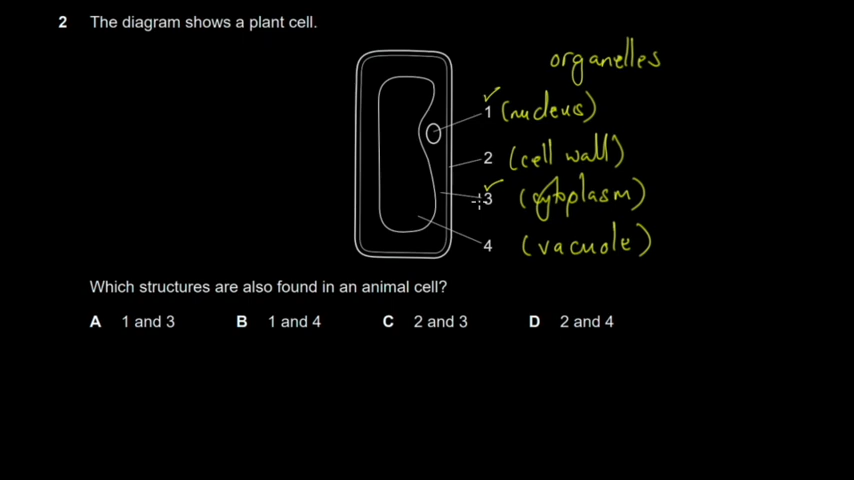 2 The diagram shows a plant cell.
organelles
1 (nucleus)
2 (cell wall)
3 (cytoplasm)
4 (vacuole)
Which structures are also found in an animal cell?
A 1 and 3 B 1 and 4 C 2 and 3 D 2 and 4